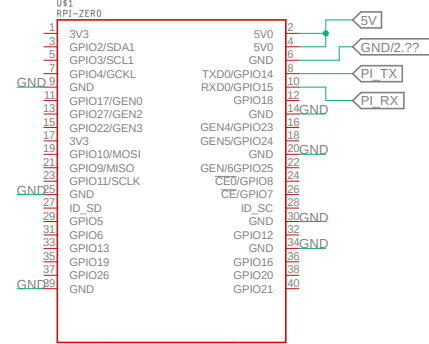 U$1
RPI-ZERO
1 3V3 5V0 2 5V
3 GPIO2/SDA1 5V0 4
5 GPIO3/SCL1 GND 6 GND/2.??
7 GPIO4/GCKL TXD0/GPIO14 8 PI_TX
GND 9 GND RXD0/GPIO15 10 PI_RX
11 GPIO17/GEN0 GPIO18 12
13 GPIO27/GEN2 GND 14 GND
15 GPIO22/GEN3 GEN4/GPIO23 16
17 3V3 GEN5/GPIO24 18
19 GPIO10/MOSI GND 20 GND
21 GPIO9/MISO GEN/6GPIO25 22
23 GPIO11/SCLK CE0/GPIO8 24
GND 25 GND CE/GPIO7 26
27 ID_SD ID_SC 28
29 GPIO5 GND 30 GND
31 GPIO6 GPIO12 32
33 GPIO13 GND 34 GND
35 GPIO19 GPIO16 36
37 GPIO26 GPIO20 38
GND 39 GND GPIO21 40